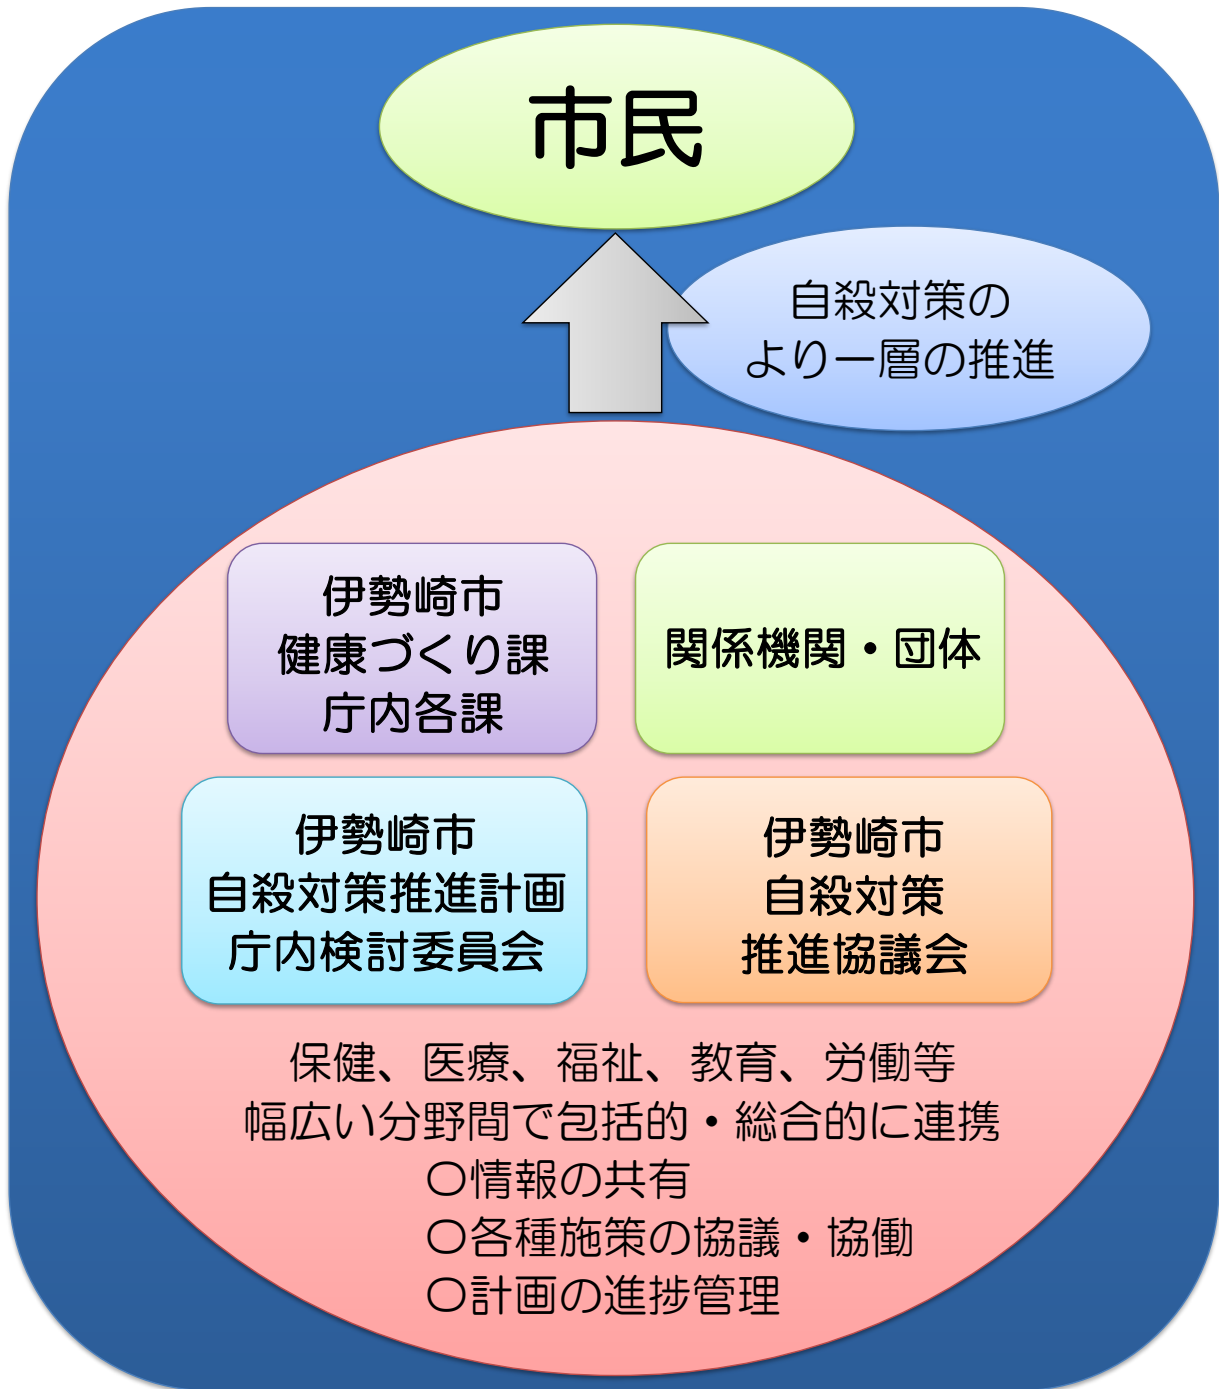 市民
自殺対策の
より一層の推進
伊勢崎市
健康づくり課
庁内各課
関係機関・団体
伊勢崎市
自殺対策推進計画
庁内検討委員会
伊勢崎市
自殺対策
推進協議会
保健、医療、福祉、教育、労働等
幅広い分野間で包括的・総合的に連携
〇情報の共有
〇各種施策の協議・協働
〇計画の進捗管理